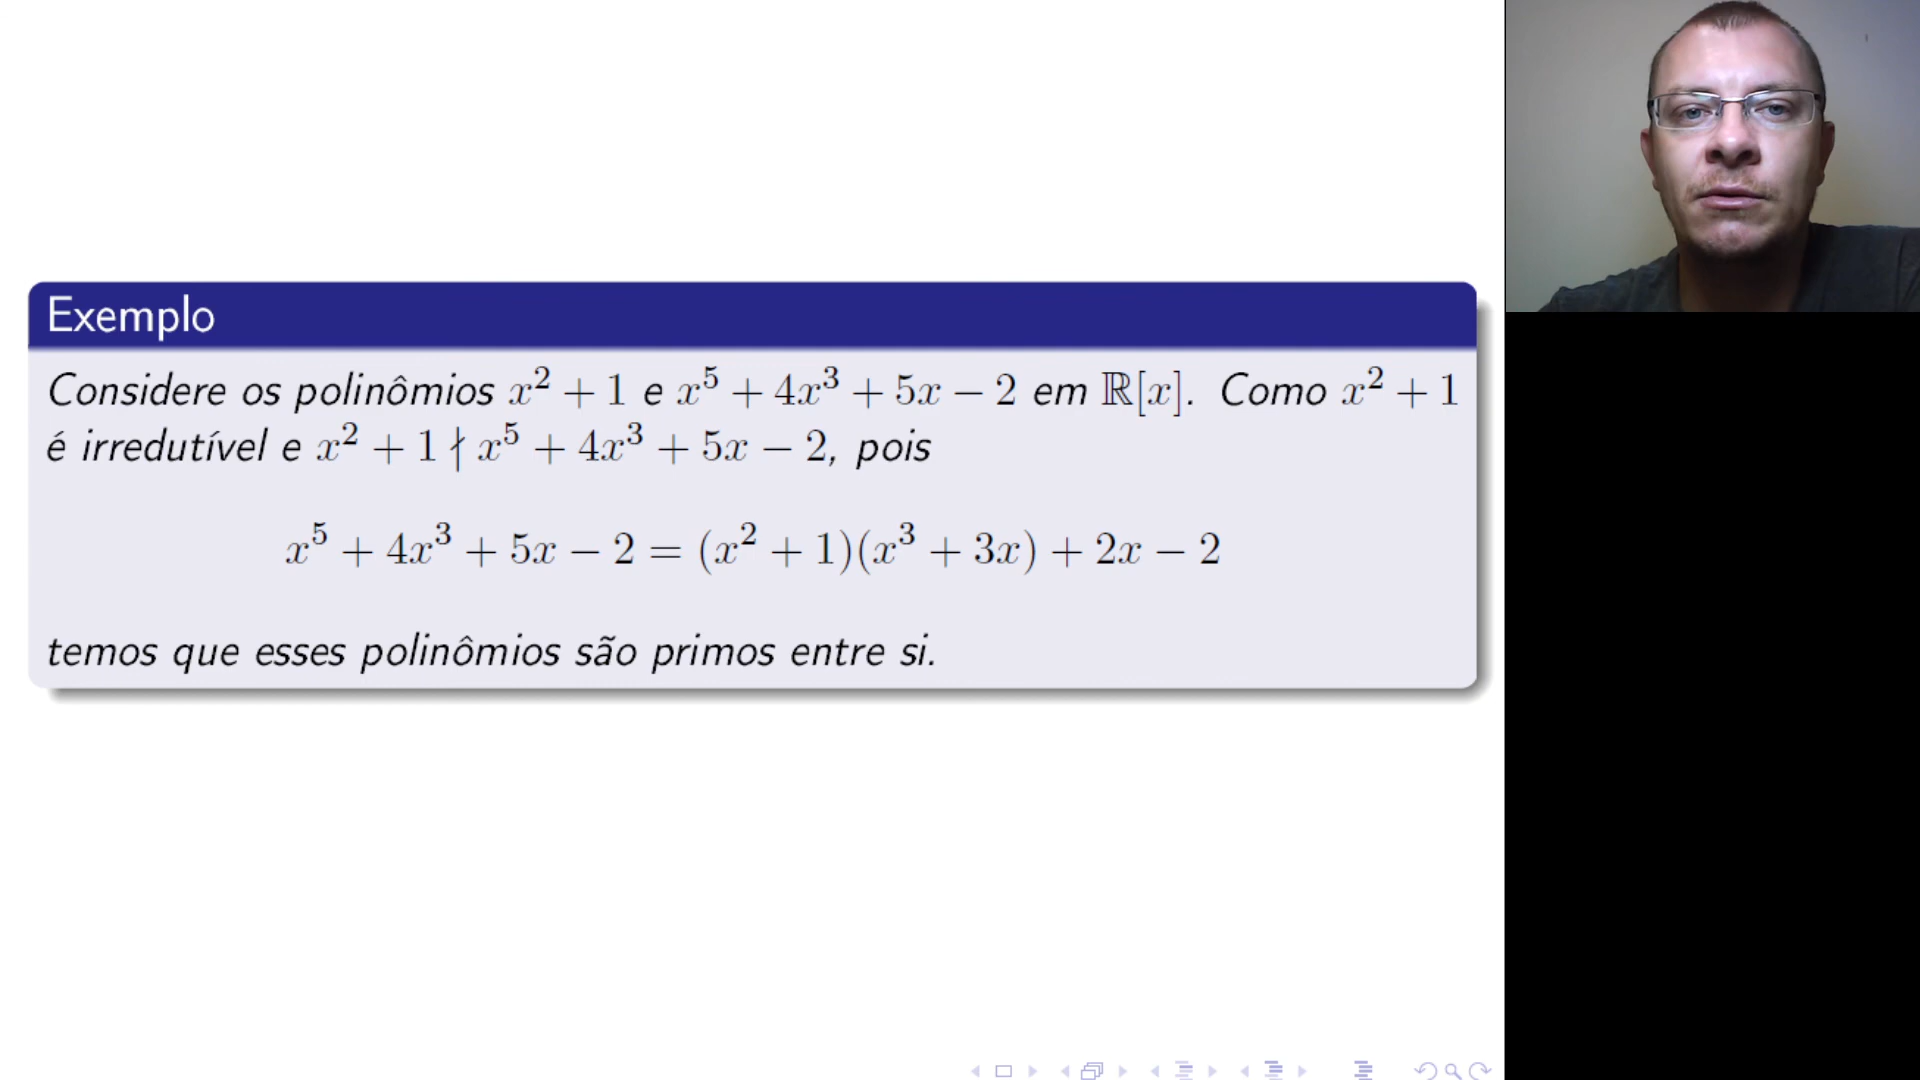 Exemplo
Considere os polinômios x² + 1 e x⁵ + 4x³ + 5x − 2 em ℝ[x]. Como x² + 1
é irredutível e x² + 1 ∤ x⁵ + 4x³ + 5x − 2, pois
x⁵ + 4x³ + 5x − 2 = (x² + 1)(x³ + 3x) + 2x − 2
temos que esses polinômios são primos entre si.